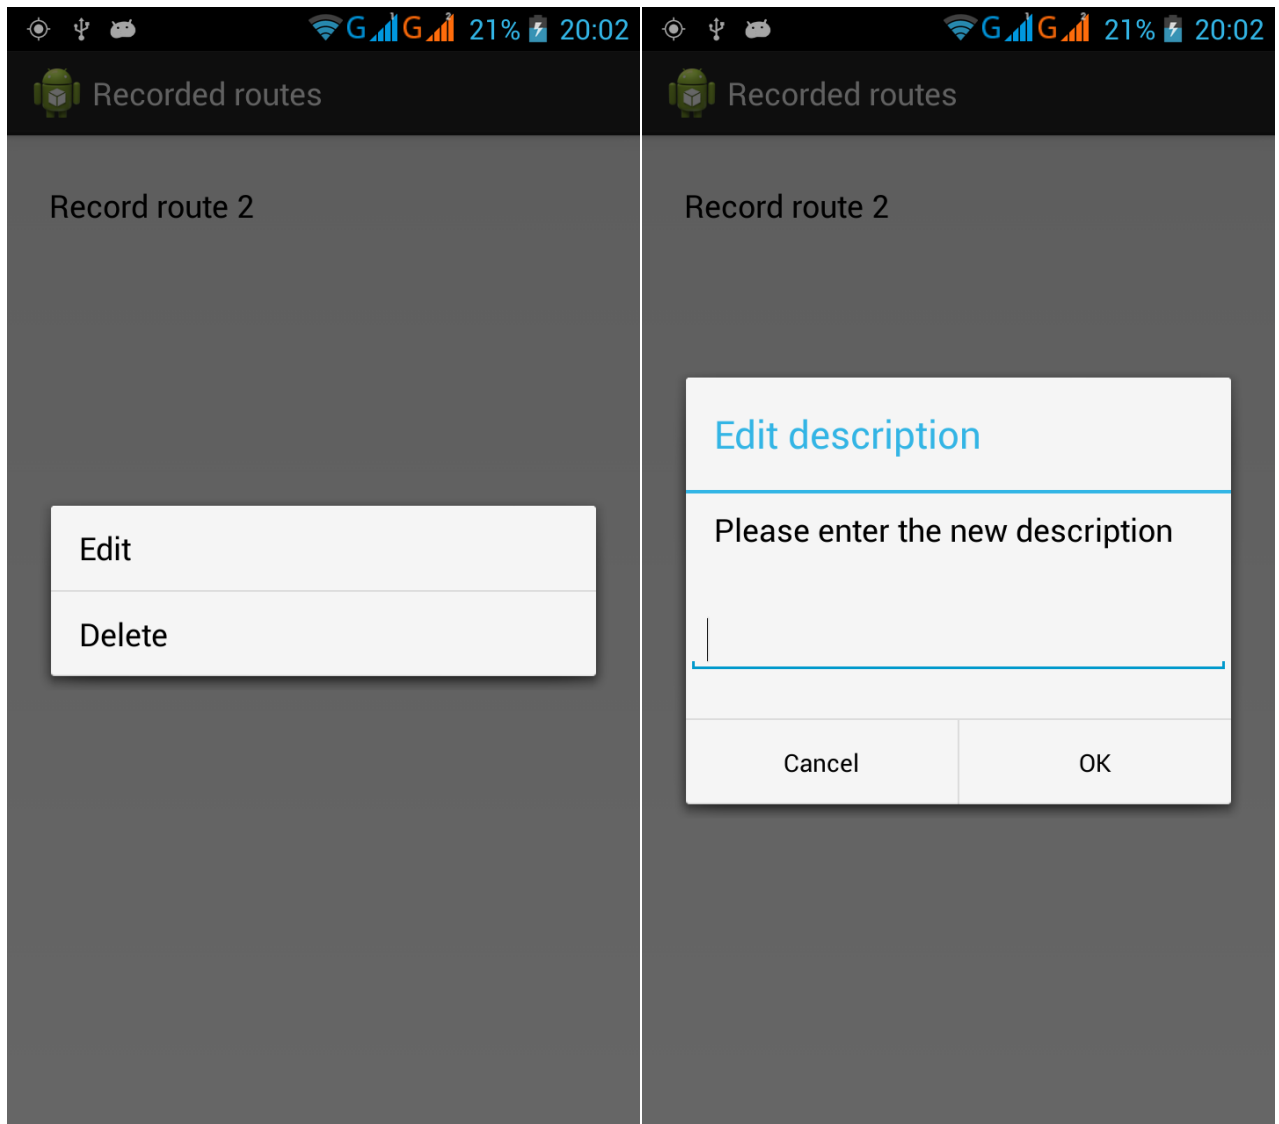 G G 21% 20:02
Recorded routes
Record route 2
Edit
Delete
G G 21% 20:02
Recorded routes
Record route 2
Edit description
Please enter the new description
Cancel OK